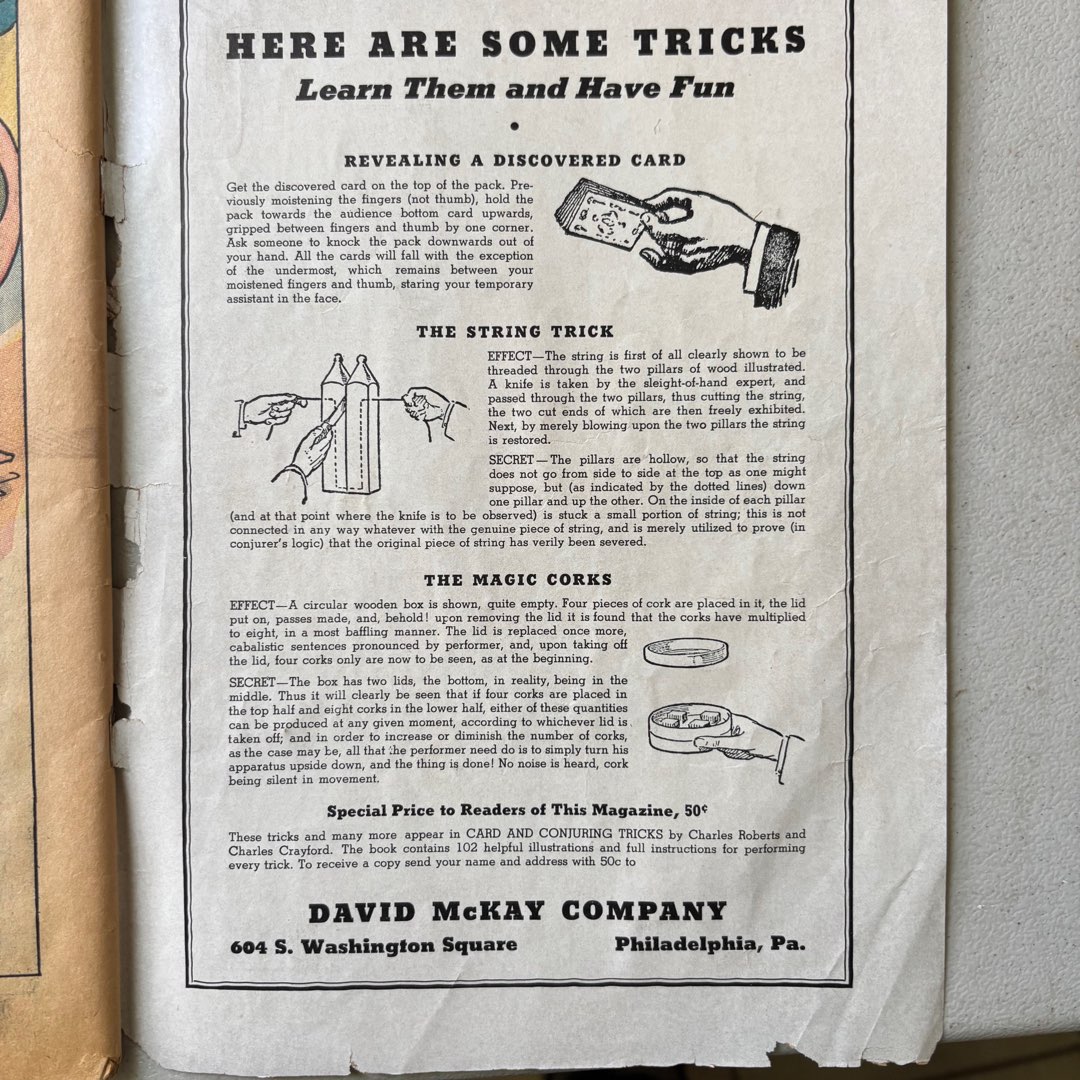 HERE ARE SOME TRICKS
Learn Them and Have Fun
•
REVEALING A DISCOVERED CARD
Get the discovered card on the top of the pack. Pre-
viously moistening the fingers (not thumb), hold the
pack towards the audience bottom card upwards,
gripped between fingers and thumb by one corner.
Ask someone to knock the pack downwards out of
your hand. All the cards will fall with the exception
of the undermost, which remains between your
moistened fingers and thumb, staring your temporary
assistant in the face.
THE STRING TRICK
EFFECT—The string is first of all clearly shown to be
threaded through the two pillars of wood illustrated.
A knife is taken by the sleight-of-hand expert, and
passed through the two pillars, thus cutting the string,
the two cut ends of which are then freely exhibited.
Next, by merely blowing upon the two pillars the string
is restored.
SECRET—The pillars are hollow, so that the string
does not go from side to side at the top as one might
suppose, but (as indicated by the dotted lines) down
one pillar and up the other. On the inside of each pillar
(and at that point where the knife is to be observed) is stuck a small portion of string; this is not
connected in any way whatever with the genuine piece of string, and is merely utilized to prove (in
conjurer's logic) that the original piece of string has verily been severed.
THE MAGIC CORKS
EFFECT—A circular wooden box is shown, quite empty. Four pieces of cork are placed in it, the lid
put on, passes made, and, behold! upon removing the lid it is found that the corks have multiplied
to eight, in a most baffling manner. The lid is replaced once more,
cabalistic sentences pronounced by performer, and, upon taking off
the lid, four corks only are now to be seen, as at the beginning.
SECRET—The box has two lids, the bottom, in reality, being in the
middle. Thus it will clearly be seen that if four corks are placed in
the top half and eight corks in the lower half, either of these quantities
can be produced at any given moment, according to whichever lid is
taken off; and in order to increase or diminish the number of corks,
as the case may be, all that the performer need do is to simply turn his
apparatus upside down, and the thing is done! No noise is heard, cork
being silent in movement.
Special Price to Readers of This Magazine, 50¢
These tricks and many more appear in CARD AND CONJURING TRICKS by Charles Roberts and
Charles Crayford. The book contains 102 helpful illustrations and full instructions for performing
every trick. To receive a copy send your name and address with 50c to
DAVID McKAY COMPANY
604 S. Washington Square Philadelphia, Pa.